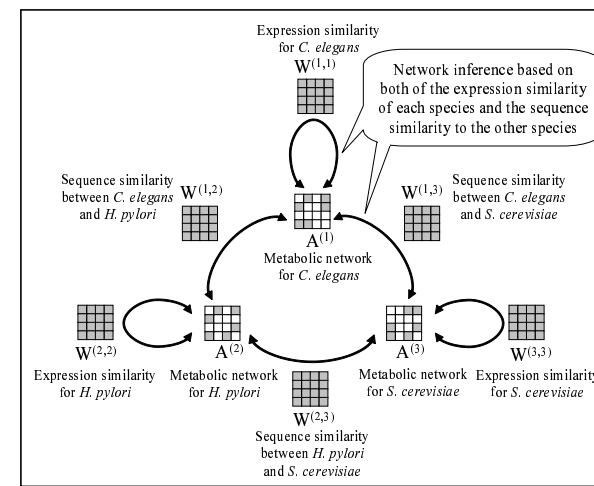 Expression similarity
for C. elegans
W(1,1)
Network inference based on
both of the expression similarity
of each species and the sequence
similarity to the other species
Sequence similarity
between C. elegans
and H. pylori
W(1,2)
W(1,3)
Sequence similarity
between C. elegans
and S. cerevisiae
A(1)
Metabolic network
for C. elegans
W(2,2)
Expression similarity
for H. pylori
A(2)
Metabolic network
for H. pylori
A(3)
Metabolic network
for S. cerevisiae
W(3,3)
Expression similarity
for S. cerevisiae
W(2,3)
Sequence similarity
between H. pylori
and S. cerevisiae